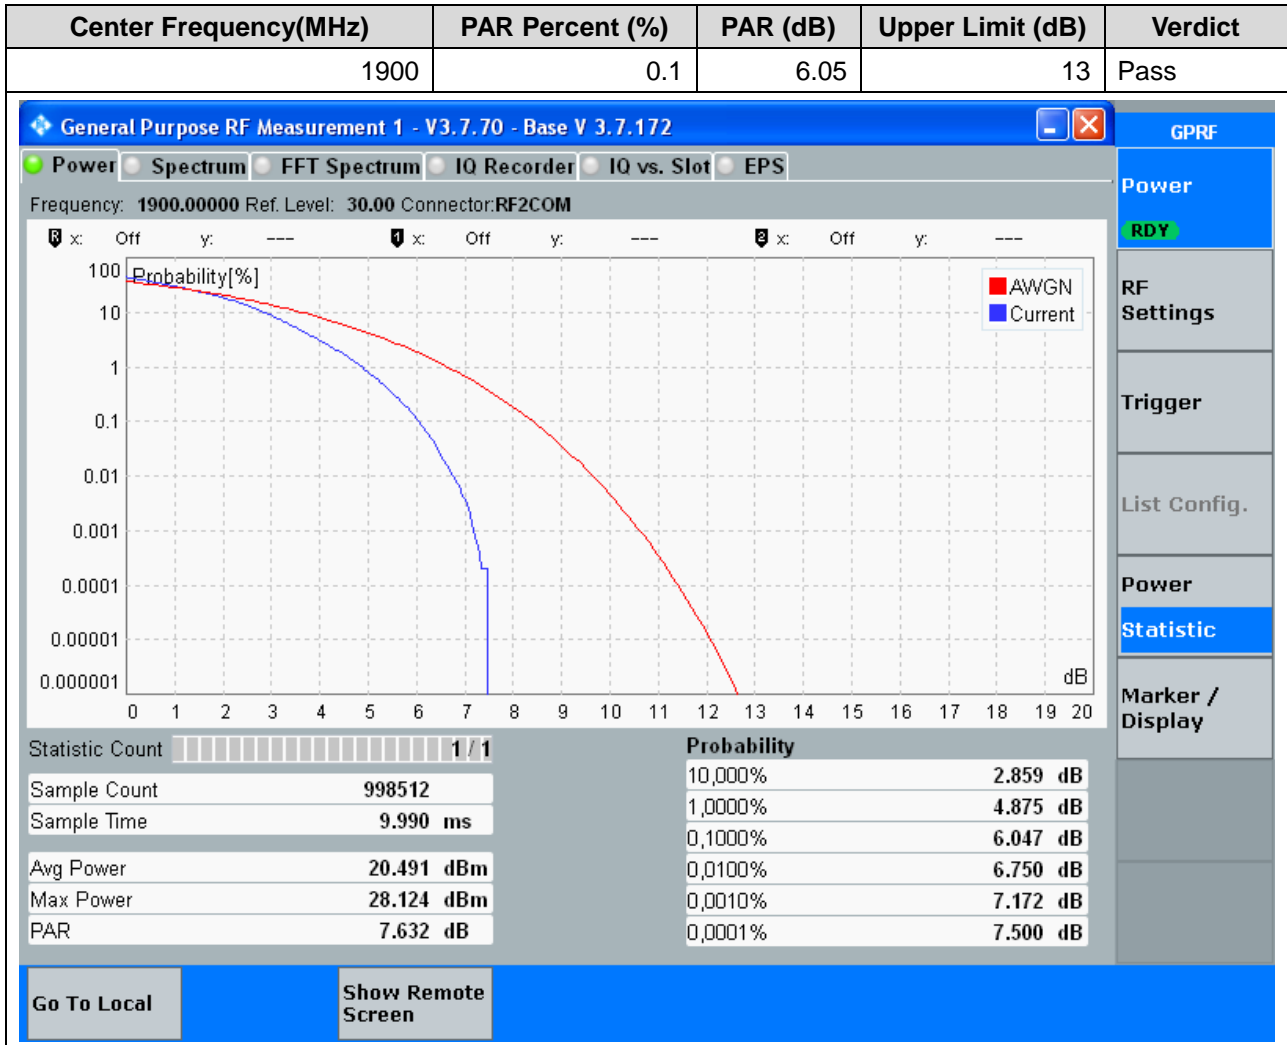 Center Frequency(MHz) PAR Percent (%) PAR (dB) Upper Limit (dB) Verdict
1900 0.1 6.05 13 Pass
General Purpose RF Measurement 1 - V3.7.70 - Base V 3.7.172
GPRF
Power Spectrum FFT Spectrum IQ Recorder IQ vs. Slot EPS
Frequency: 1900.00000 Ref. Level: 30.00 Connector:RF2COM
R x: Off y: --- 1 x: Off y: --- 2 x: Off y: ---
Probability[%]
AWGN
Current
100
10
1
0.1
0.01
0.001
0.0001
0.00001
0.000001
dB
0 1 2 3 4 5 6 7 8 9 10 11 12 13 14 15 16 17 18 19 20
Statistic Count 1 / 1
Sample Count 998512
Sample Time 9.990 ms
Avg Power 20.491 dBm
Max Power 28.124 dBm
PAR 7.632 dB
Probability
10,000% 2.859 dB
1,0000% 4.875 dB
0,1000% 6.047 dB
0,0100% 6.750 dB
0,0010% 7.172 dB
0,0001% 7.500 dB
Power
RDY
RF
Settings
Trigger
List Config.
Power
Statistic
Marker /
Display
Go To Local
Show Remote
Screen